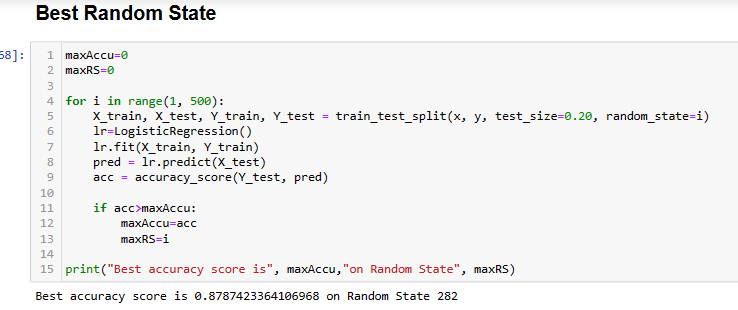 Best Random State
68]:
1 maxAccu=0
2 maxRS=0
3
4 for i in range(1, 500):
5     X_train, X_test, Y_train, Y_test = train_test_split(x, y, test_size=0.20, random_state=i)
6     lr=LogisticRegression()
7     lr.fit(X_train, Y_train)
8     pred = lr.predict(X_test)
9     acc = accuracy_score(Y_test, pred)
10
11     if acc>maxAccu:
12         maxAccu=acc
13         maxRS=i
14
15 print("Best accuracy score is", maxAccu,"on Random State", maxRS)
Best accuracy score is 0.8787423364106968 on Random State 282